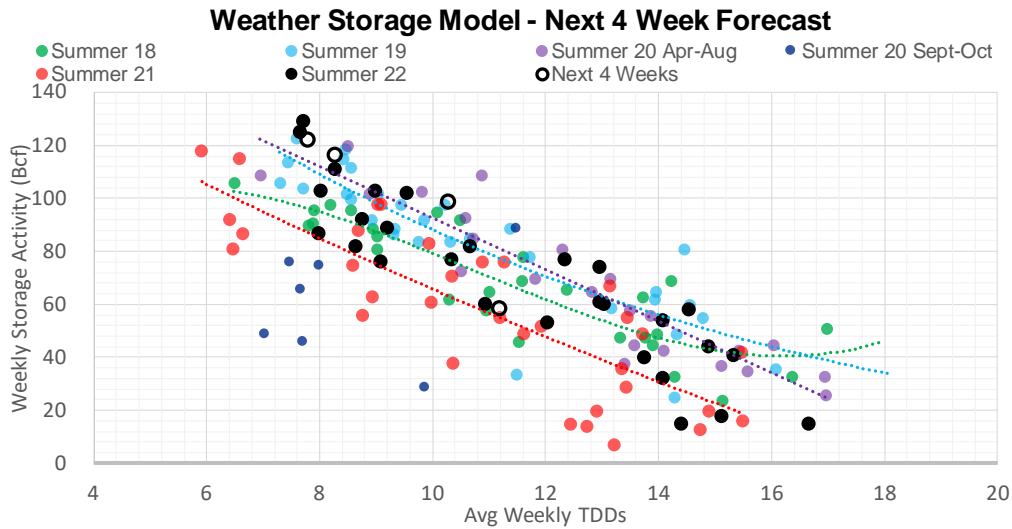 Weather Storage Model - Next 4 Week Forecast
Summer 18 Summer 19 Summer 20 Apr-Aug Summer 20 Sept-Oct
Summer 21 Summer 22 Next 4 Weeks
140
120
100
80
60
40
20
0
Weekly Storage Activity (Bcf)
4 6 8 10 12 14 16 18 20
Avg Weekly TDDs